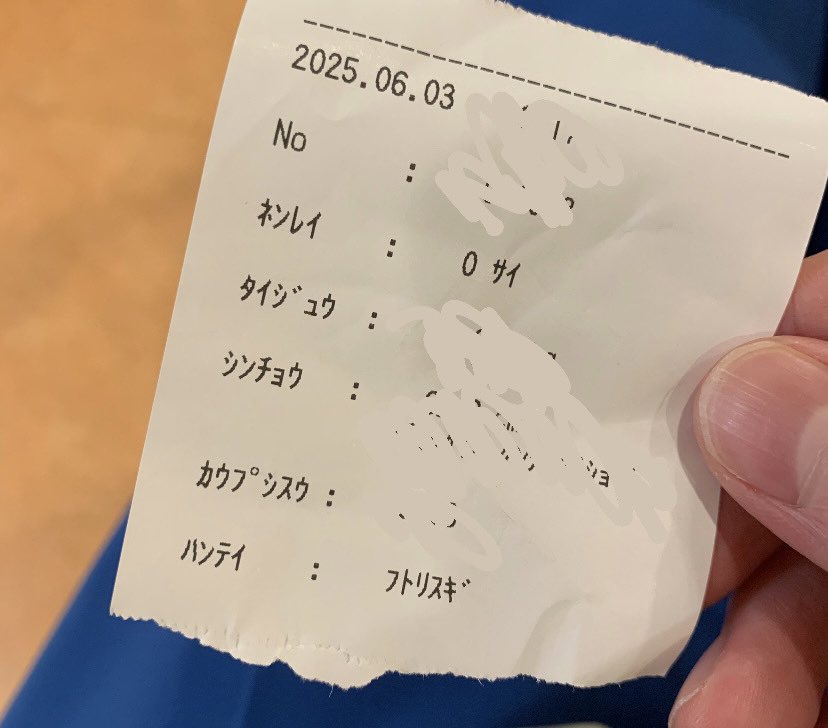 2025.06.03
No :
ﾈﾝﾚｲ : 0 ｻｲ
ﾀｲｼﾞｭｳ :
ｼﾝﾁｮｳ :
ｶｳﾌﾟｼｽｳ :
ﾊﾝﾃｲ : ﾌﾄﾘｽｷﾞ